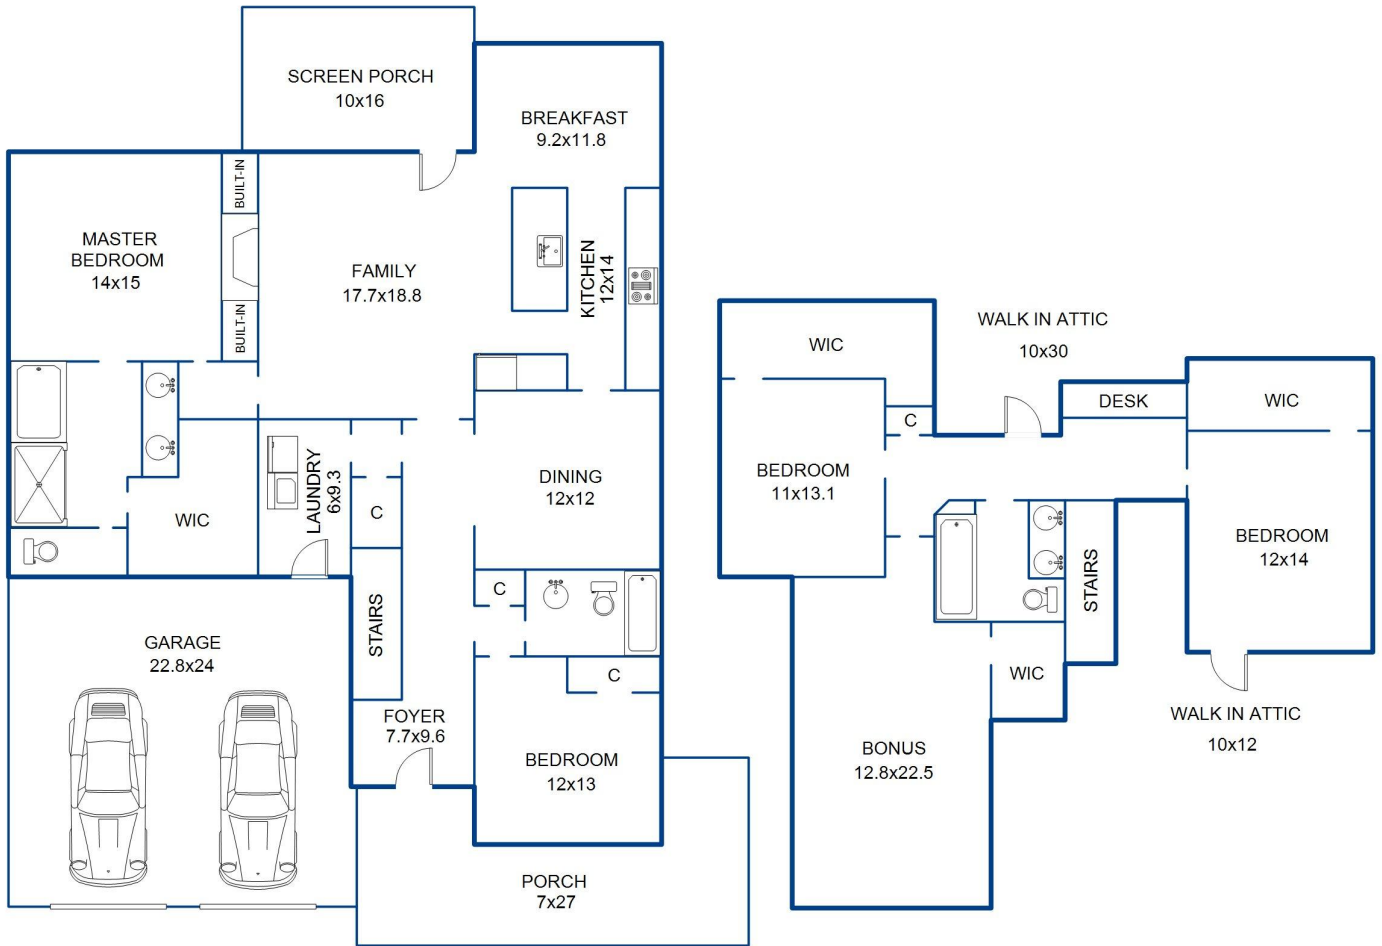 SCREEN PORCH
10x16
BREAKFAST
9.2x11.8
BUILT-IN
MASTER
BEDROOM
14x15
FAMILY
17.7x18.8
KITCHEN
12x14
BUILT-IN
DINING
12x12
LAUNDRY
6x9.3
C
WIC
C
STAIRS
GARAGE
22.8x24
C
FOYER
7.7x9.6
BEDROOM
12x13
PORCH
7x27
WALK IN ATTIC
10x30
WIC
DESK
WIC
C
BEDROOM
11x13.1
BEDROOM
12x14
STAIRS
WIC
WALK IN ATTIC
10x12
BONUS
12.8x22.5